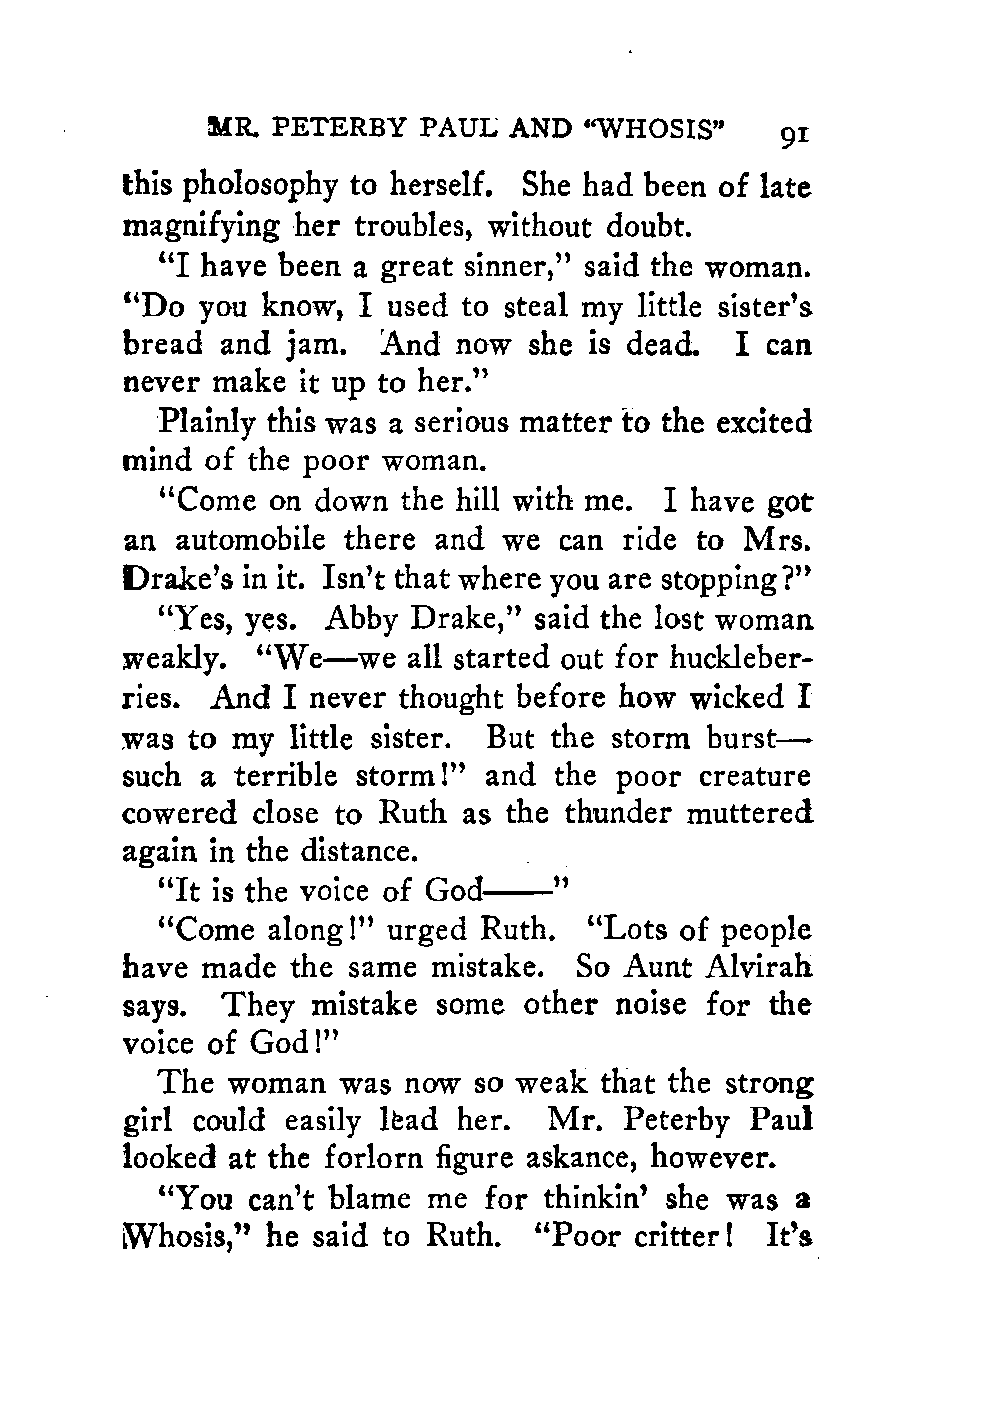 MR. PETERBY PAUL AND “WHOSIS” 91
this pholosophy to herself. She had been of late
magnifying her troubles, without doubt.
“I have been a great sinner,” said the woman.
“Do you know, I used to steal my little sister’s
bread and jam. And now she is dead. I can
never make it up to her.”
Plainly this was a serious matter to the excited
mind of the poor woman.
“Come on down the hill with me. I have got
an automobile there and we can ride to Mrs.
Drake’s in it. Isn’t that where you are stopping?”
“Yes, yes. Abby Drake,” said the lost woman
weakly. “We—we all started out for huckleber-
ries. And I never thought before how wicked I
was to my little sister. But the storm burst—
such a terrible storm!” and the poor creature
cowered close to Ruth as the thunder muttered
again in the distance.
“It is the voice of God——”
“Come along!” urged Ruth. “Lots of people
have made the same mistake. So Aunt Alvirah
says. They mistake some other noise for the
voice of God!”
The woman was now so weak that the strong
girl could easily lead her. Mr. Peterby Paul
looked at the forlorn figure askance, however.
“You can’t blame me for thinkin’ she was a
Whosis,” he said to Ruth. “Poor critter! It’s